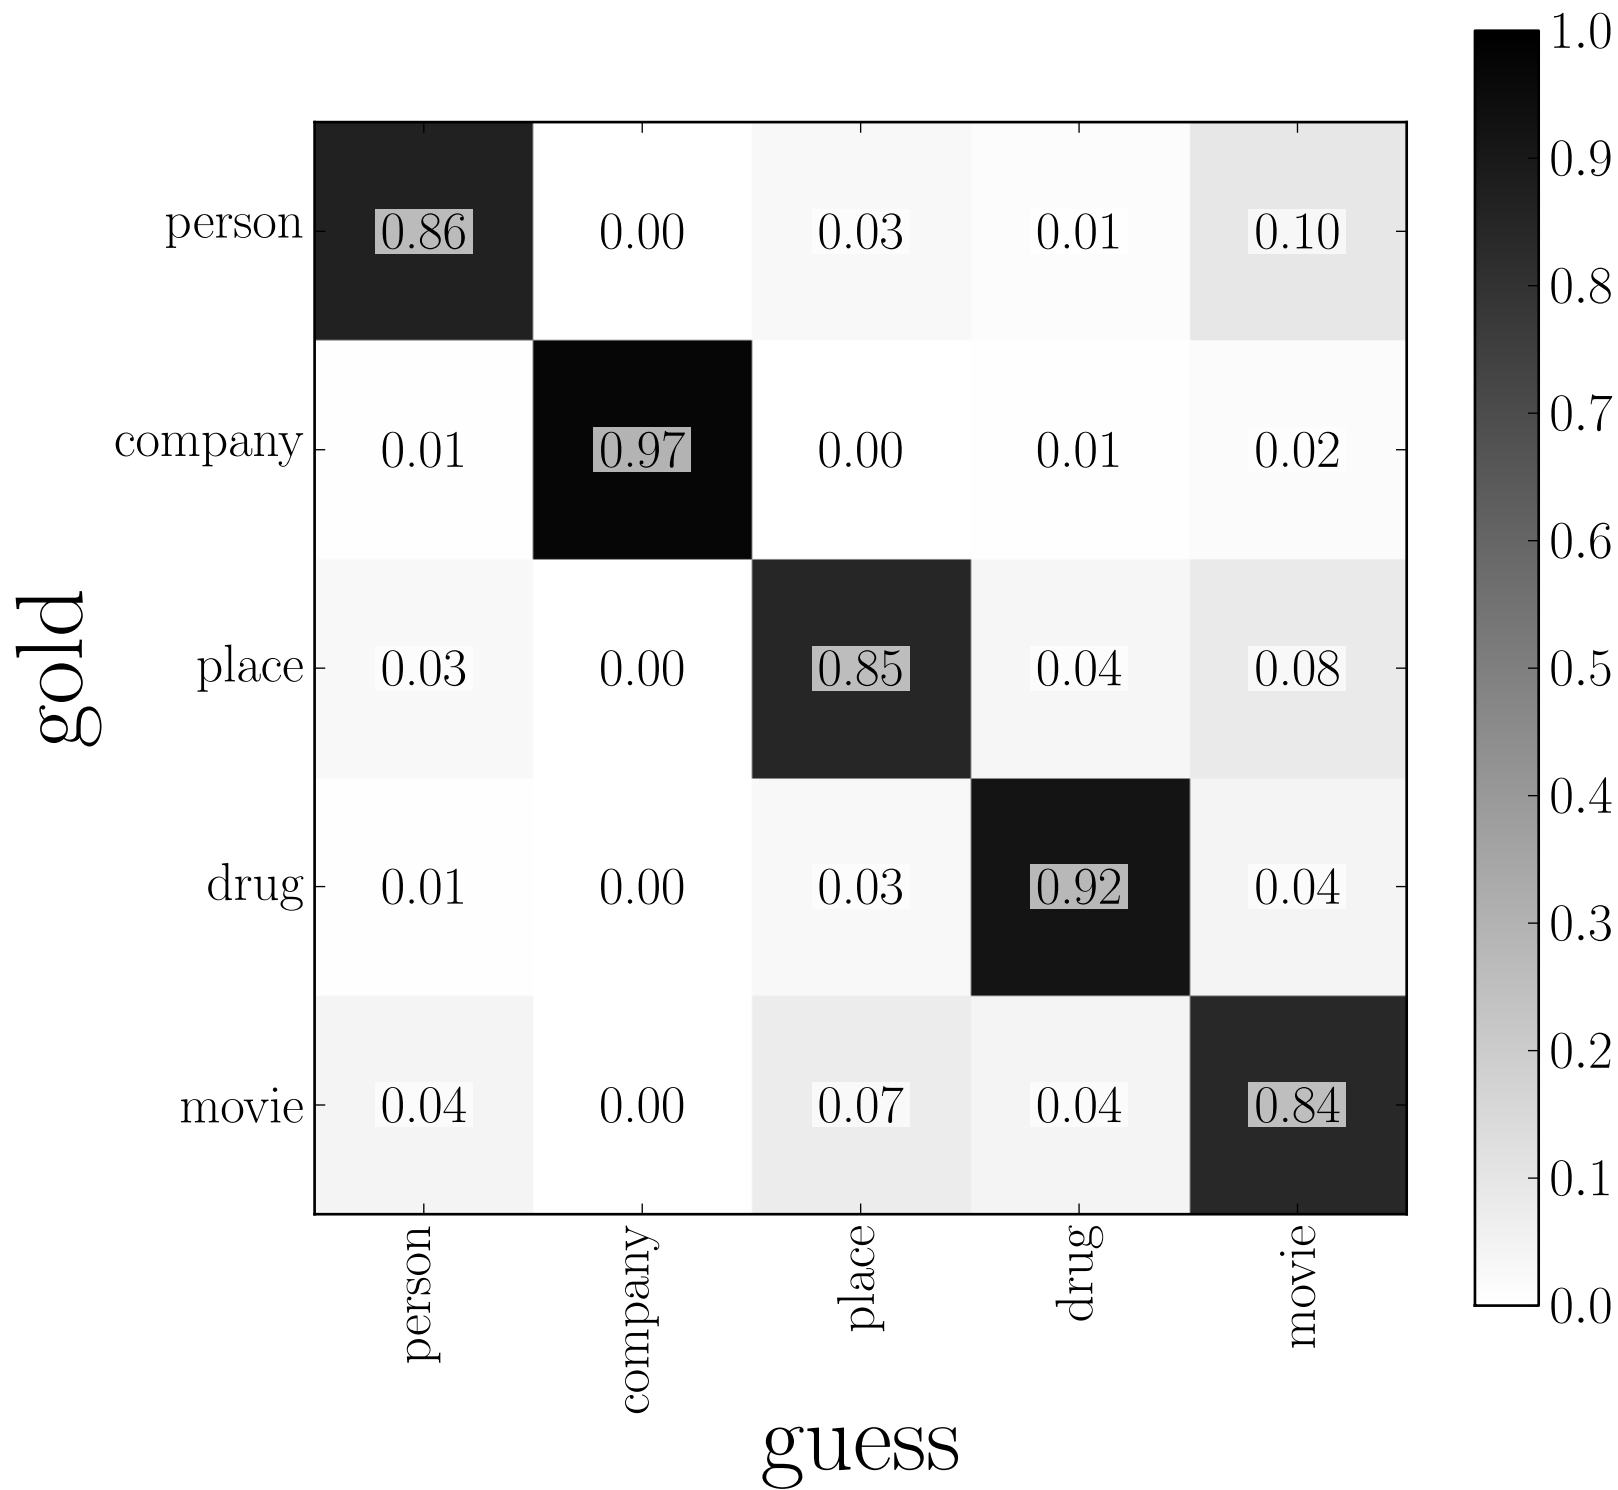 person 0.86 0.00 0.03 0.01 0.10
company 0.01 0.97 0.00 0.01 0.02
place 0.03 0.00 0.85 0.04 0.08
drug 0.01 0.00 0.03 0.92 0.04
movie 0.04 0.00 0.07 0.04 0.84
gold
person company place drug movie
guess
1.0
0.9
0.8
0.7
0.6
0.5
0.4
0.3
0.2
0.1
0.0